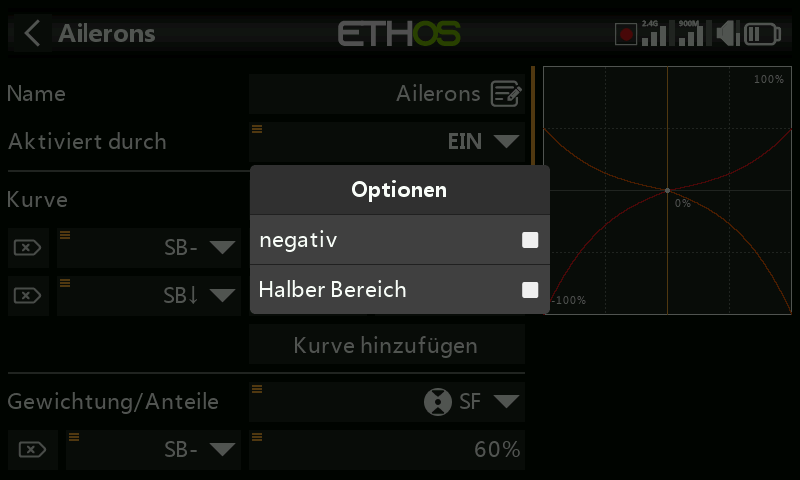 Ailerons
ETHOS
2.4G
900M
Name
Ailerons
100%
Aktiviert durch
EIN
Optionen
Kurve
0%
negativ
SB-
Halber Bereich
SB↓
-100%
Kurve hinzufügen
Gewichtung/Anteile
SF
SB-
60%